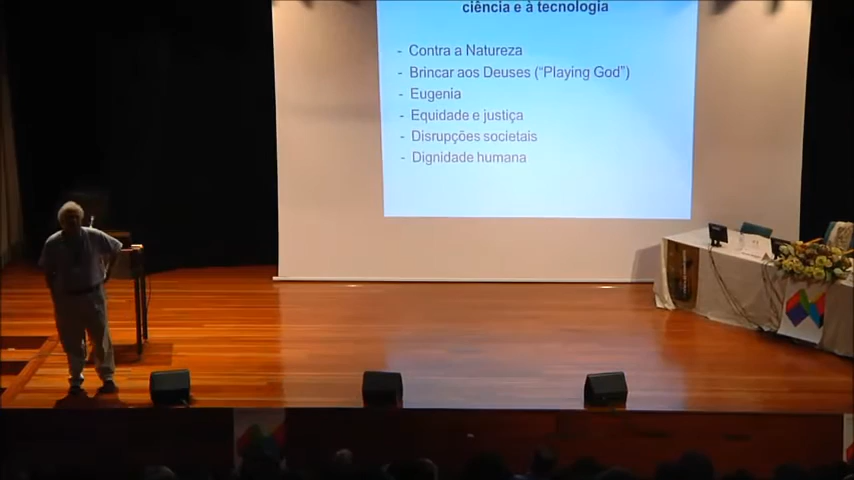 ciência e à tecnologia
- Contra a Natureza
- Brincar aos Deuses (“Playing God”)
- Eugenia
- Equidade e justiça
- Disrupções societais
- Dignidade humana